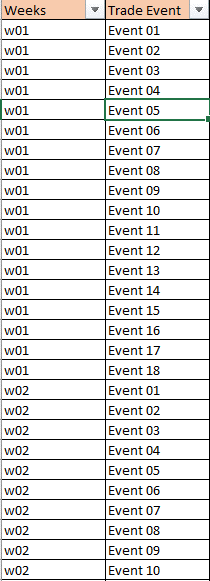 Weeks Trade Event
w01 Event 01
w01 Event 02
w01 Event 03
w01 Event 04
w01 Event 05
w01 Event 06
w01 Event 07
w01 Event 08
w01 Event 09
w01 Event 10
w01 Event 11
w01 Event 12
w01 Event 13
w01 Event 14
w01 Event 15
w01 Event 16
w01 Event 17
w01 Event 18
w02 Event 01
w02 Event 02
w02 Event 03
w02 Event 04
w02 Event 05
w02 Event 06
w02 Event 07
w02 Event 08
w02 Event 09
w02 Event 10